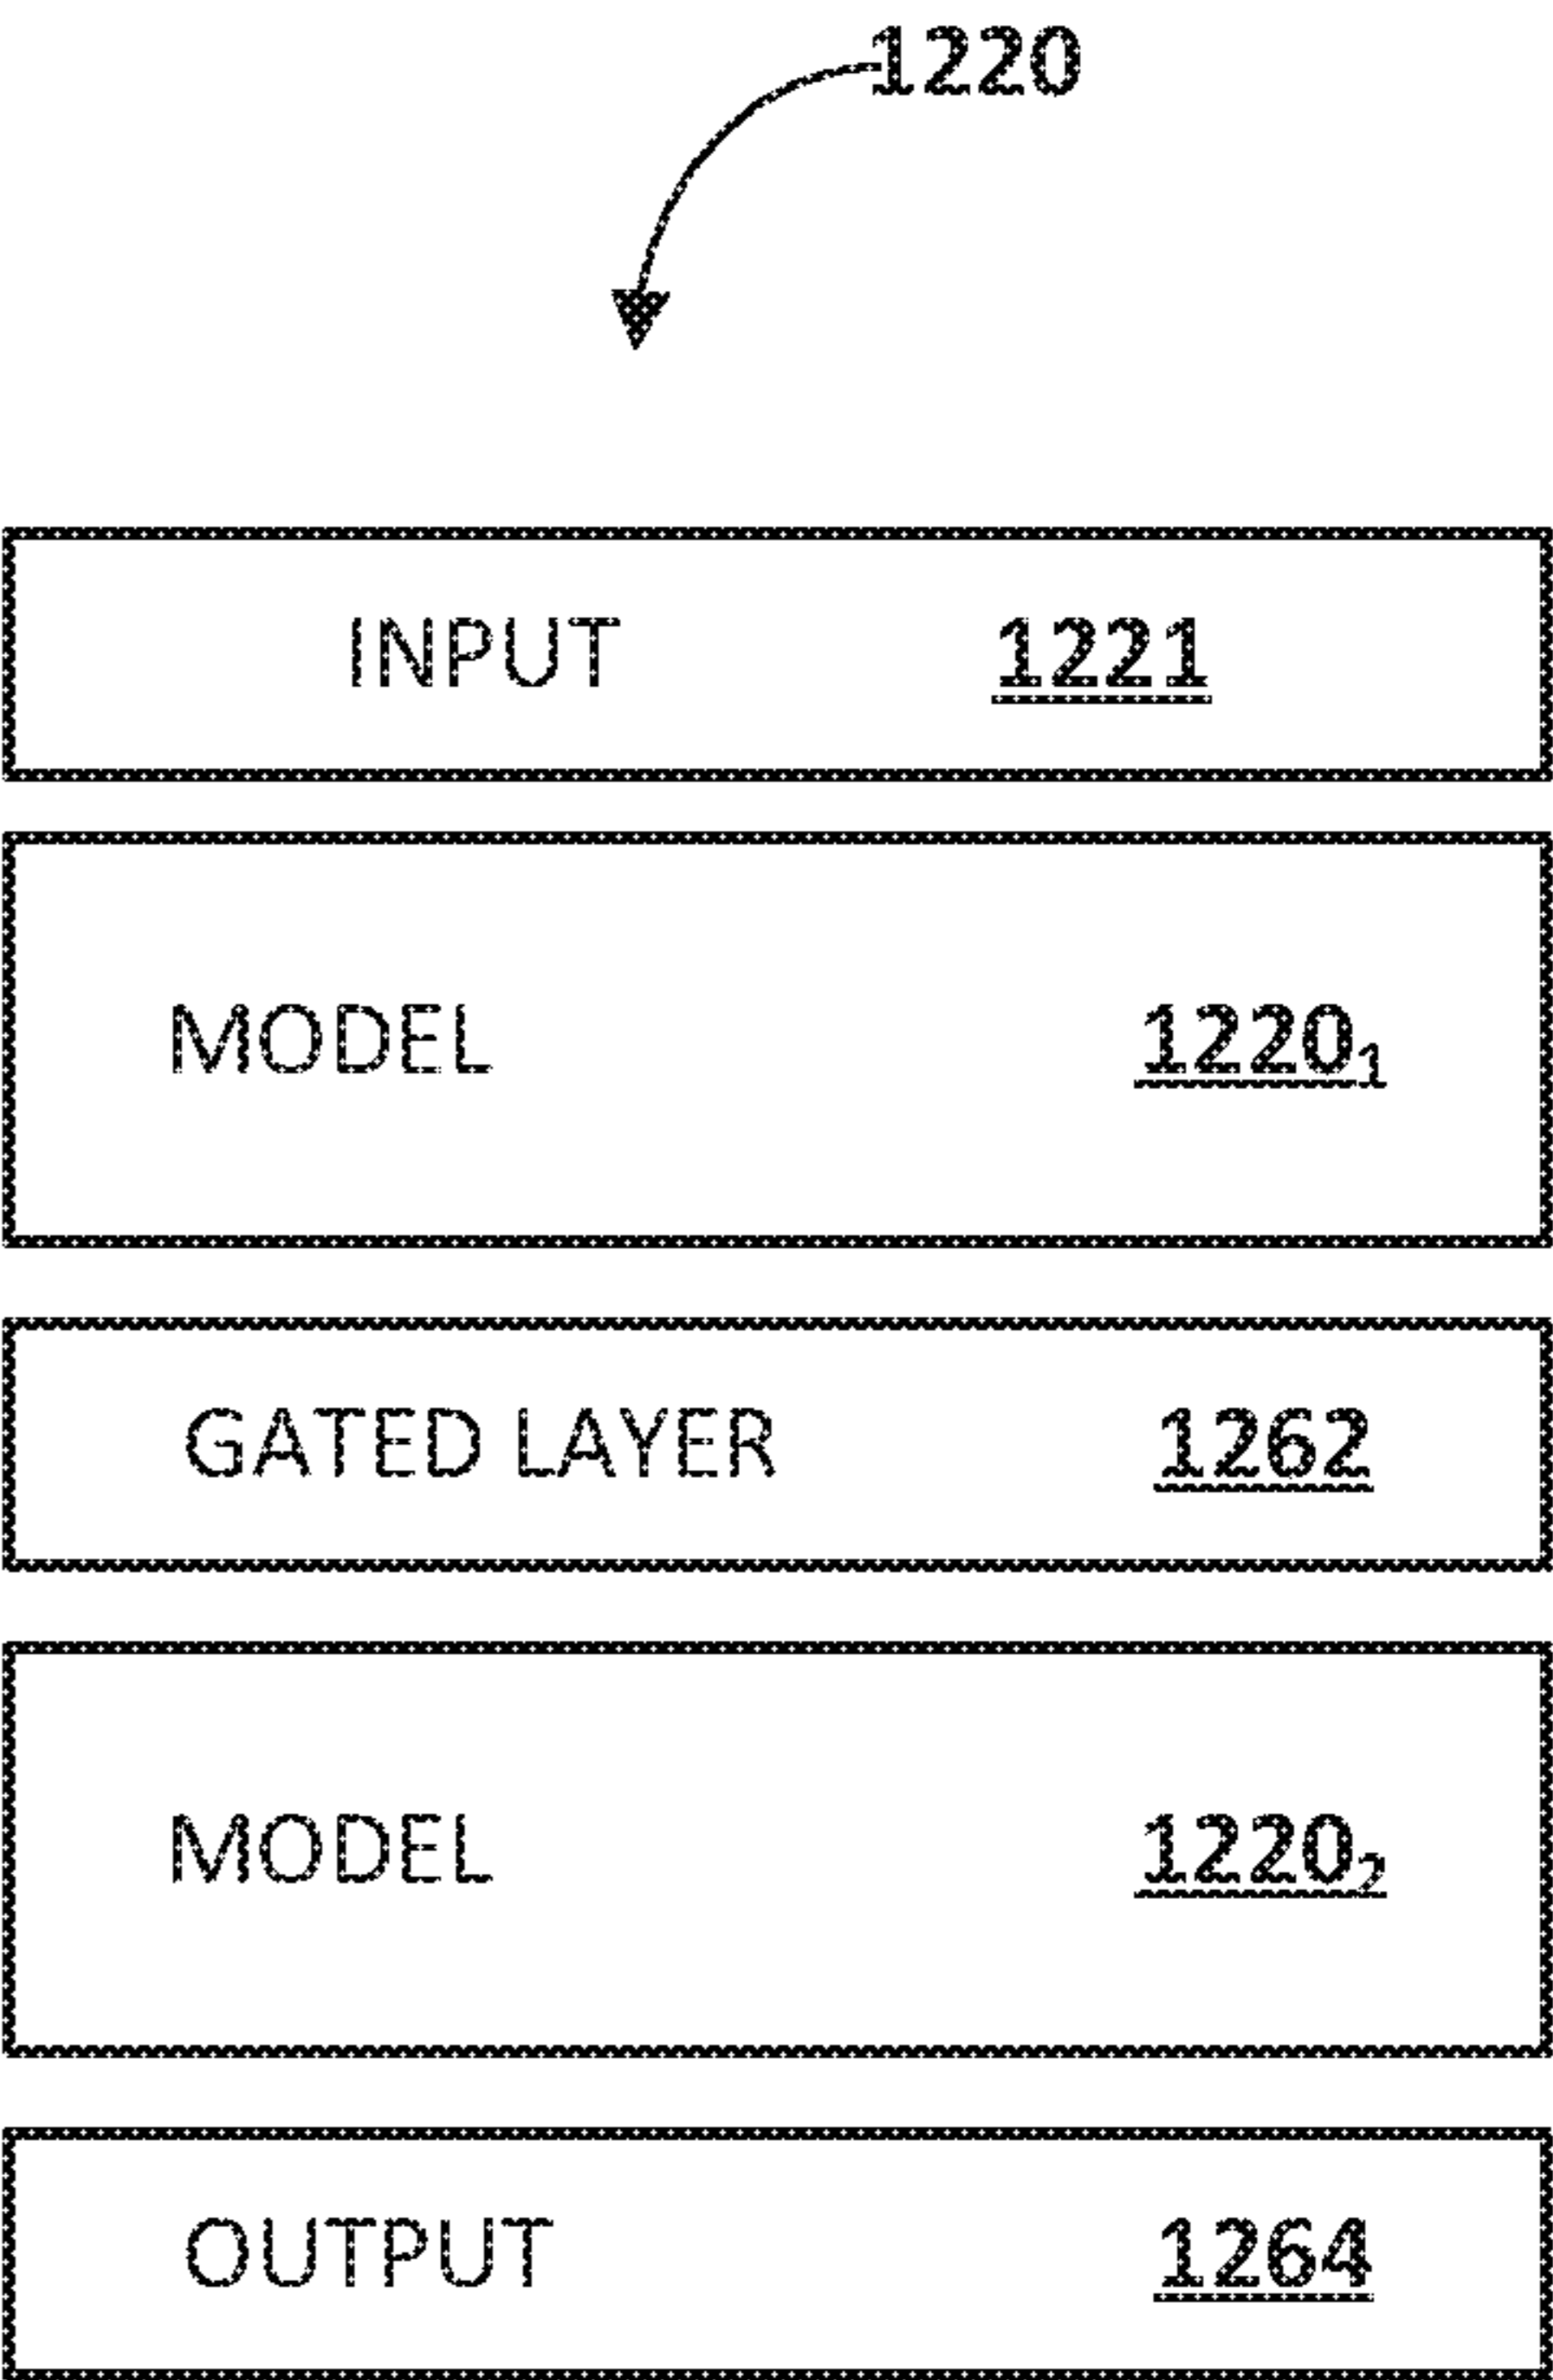 1220
INPUT 1221
MODEL 1220₁
GATED LAYER 1262
MODEL 1220₂
OUTPUT 1264